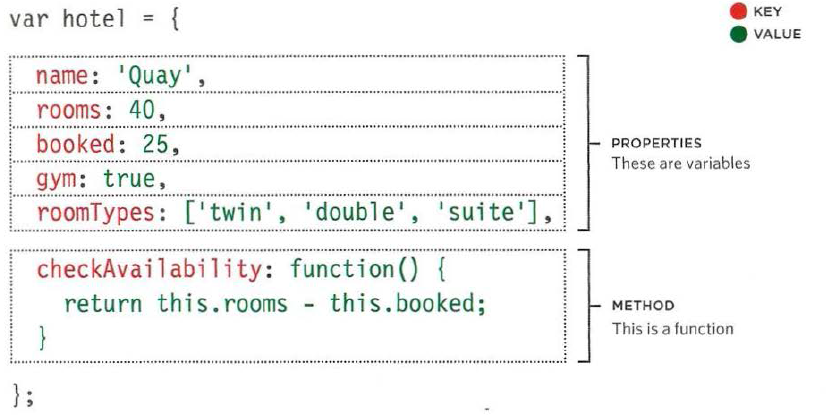 var hotel = {
KEY
VALUE
name: 'Quay',
rooms: 40,
booked: 25,
gym: true,
roomTypes: ['twin', 'double', 'suite'],
PROPERTIES
These are variables
checkAvailability: function() {
return this.rooms - this.booked;
}
METHOD
This is a function
};